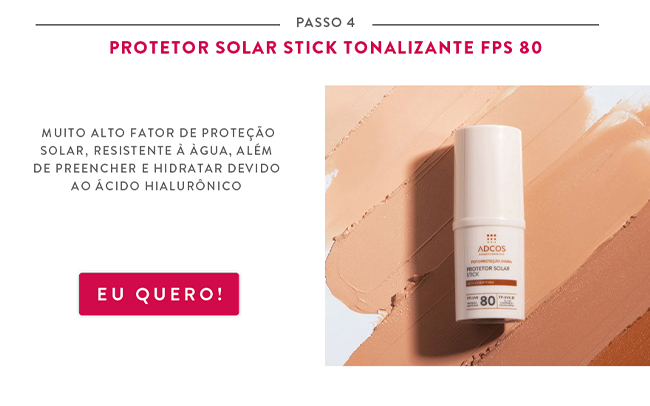 PASSO 4
PROTETOR SOLAR STICK TONALIZANTE FPS 80
MUITO ALTO FATOR DE PROTEÇÃO
SOLAR, RESISTENTE À ÀGUA, ALÉM
DE PREENCHER E HIDRATAR DEVIDO
AO ÁCIDO HIALURÔNICO
EU QUERO!
ADCOS
PROTETOR SOLAR
STICK
80